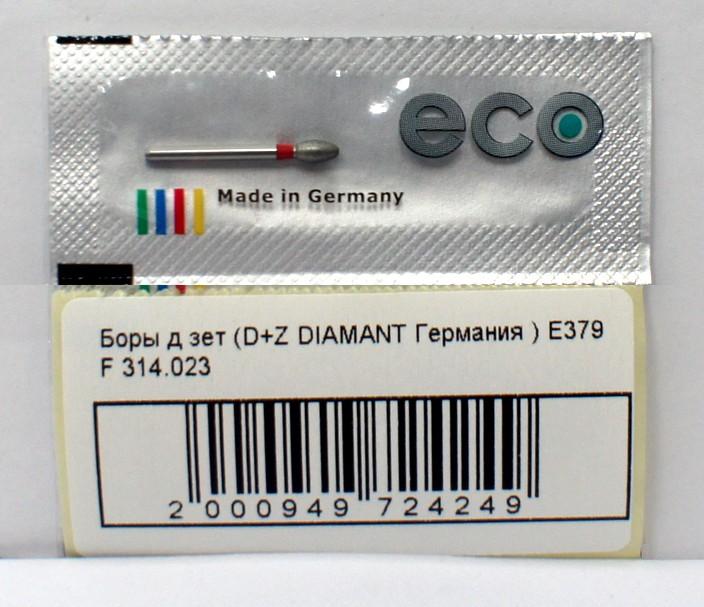 eco
Made in Germany
Боры д зет (D+Z DIAMANT Германия ) E379
F 314.023
2 000949 724249